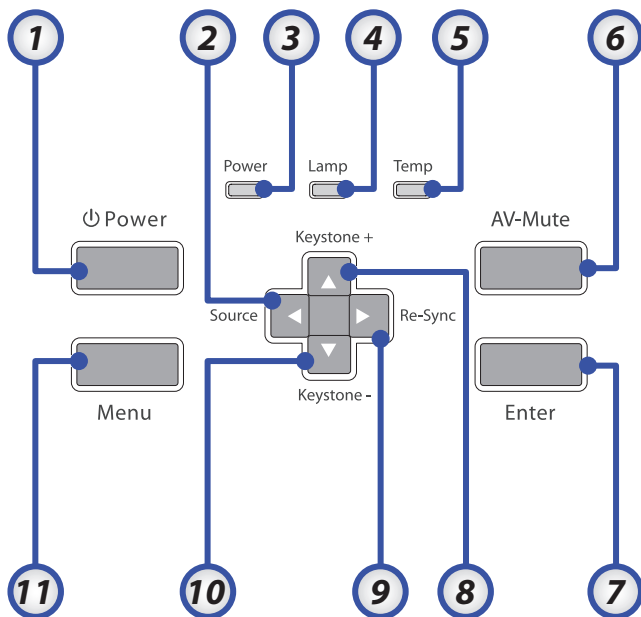 1 2 3 4 5 6
Power Lamp Temp
⏻ Power
AV-Mute
Keystone +
Source
Re-Sync
Keystone -
Menu
Enter
11 10 9 8 7